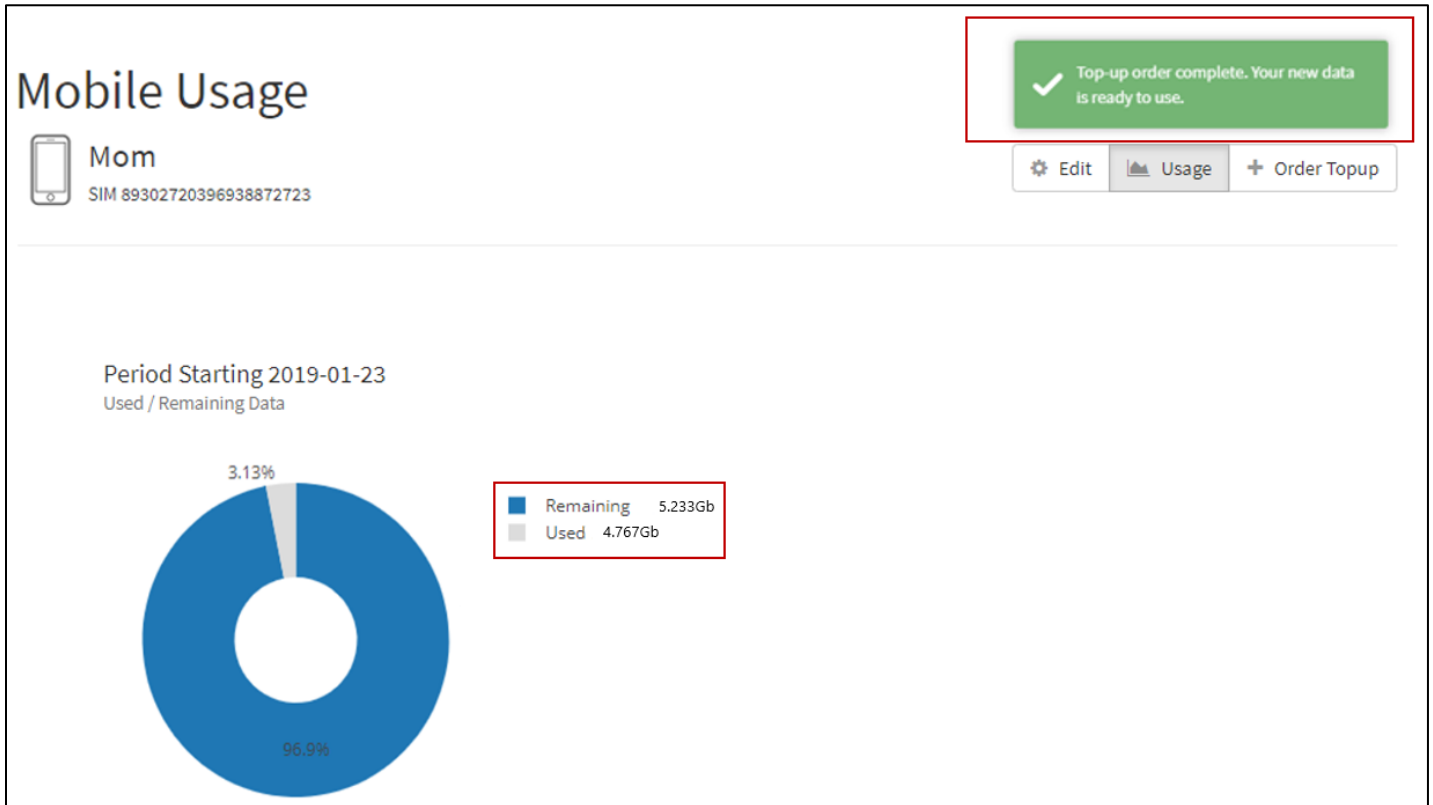 Mobile Usage
Top-up order complete. Your new data
is ready to use.
Mom
SIM 89302720396938872723
Edit
Usage
Order Topup
Period Starting 2019-01-23
Used / Remaining Data
3.13%
Remaining 5.233Gb
Used 4.767Gb
96.9%